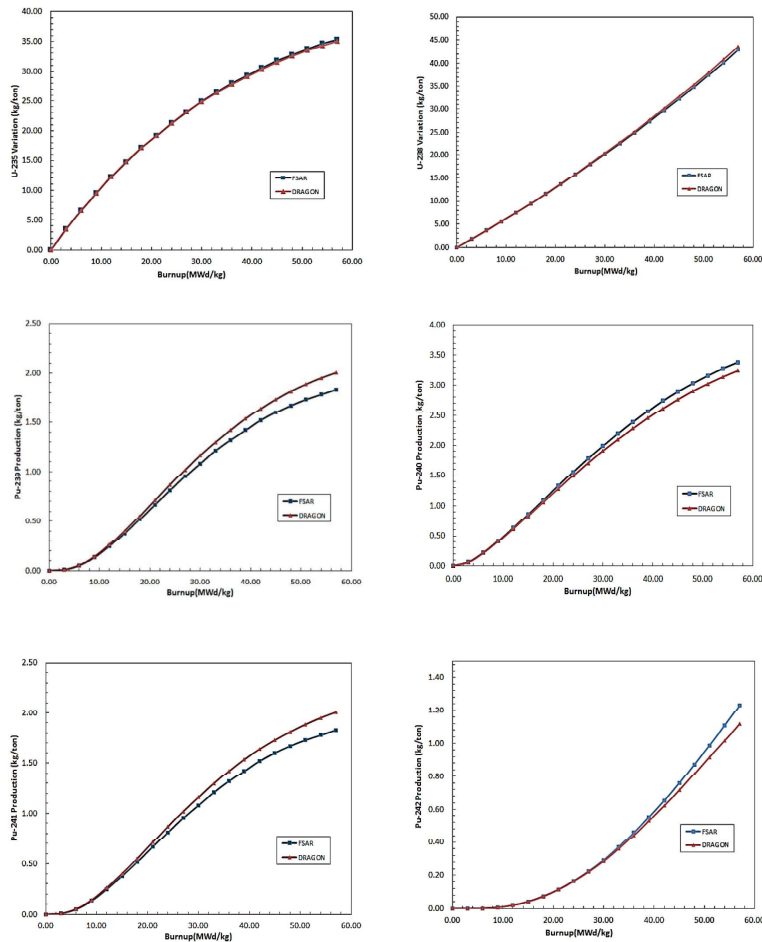 40.00
35.00
30.00
25.00
20.00
15.00
10.00
5.00
0.00
U-235 Variation (kg/ton)
FSAR
DRAGON
0.00 10.00 20.00 30.00 40.00 50.00 60.00
Burnup(MWd/kg)
50.00
45.00
40.00
35.00
30.00
25.00
20.00
15.00
10.00
5.00
0.00
U-238 Variation (kg/ton)
FSAR
DRAGON
0.00 10.00 20.00 30.00 40.00 50.00 60.00
Burnup(MWd/kg)
2.50
2.00
1.50
1.00
0.50
0.00
Pu-239 Production (kg/ton)
FSAR
DRAGON
0.00 10.00 20.00 30.00 40.00 50.00 60.00
Burnup(MWd/kg)
4.00
3.50
3.00
2.50
2.00
1.50
1.00
0.50
0.00
Pu-240 Production (kg/ton)
FSAR
DRAGON
0.00 10.00 20.00 30.00 40.00 50.00 60.00
Burnup(MWd/kg)
2.50
2.00
1.50
1.00
0.50
0.00
Pu-241 Production (kg/ton)
FSAR
DRAGON
0.00 10.00 20.00 30.00 40.00 50.00 60.00
Burnup(MWd/kg)
1.40
1.20
1.00
0.80
0.60
0.40
0.20
0.00
Pu-242 Production (kg/ton)
FSAR
DRAGON
0.00 10.00 20.00 30.00 40.00 50.00 60.00
Burnup(MWd/kg)